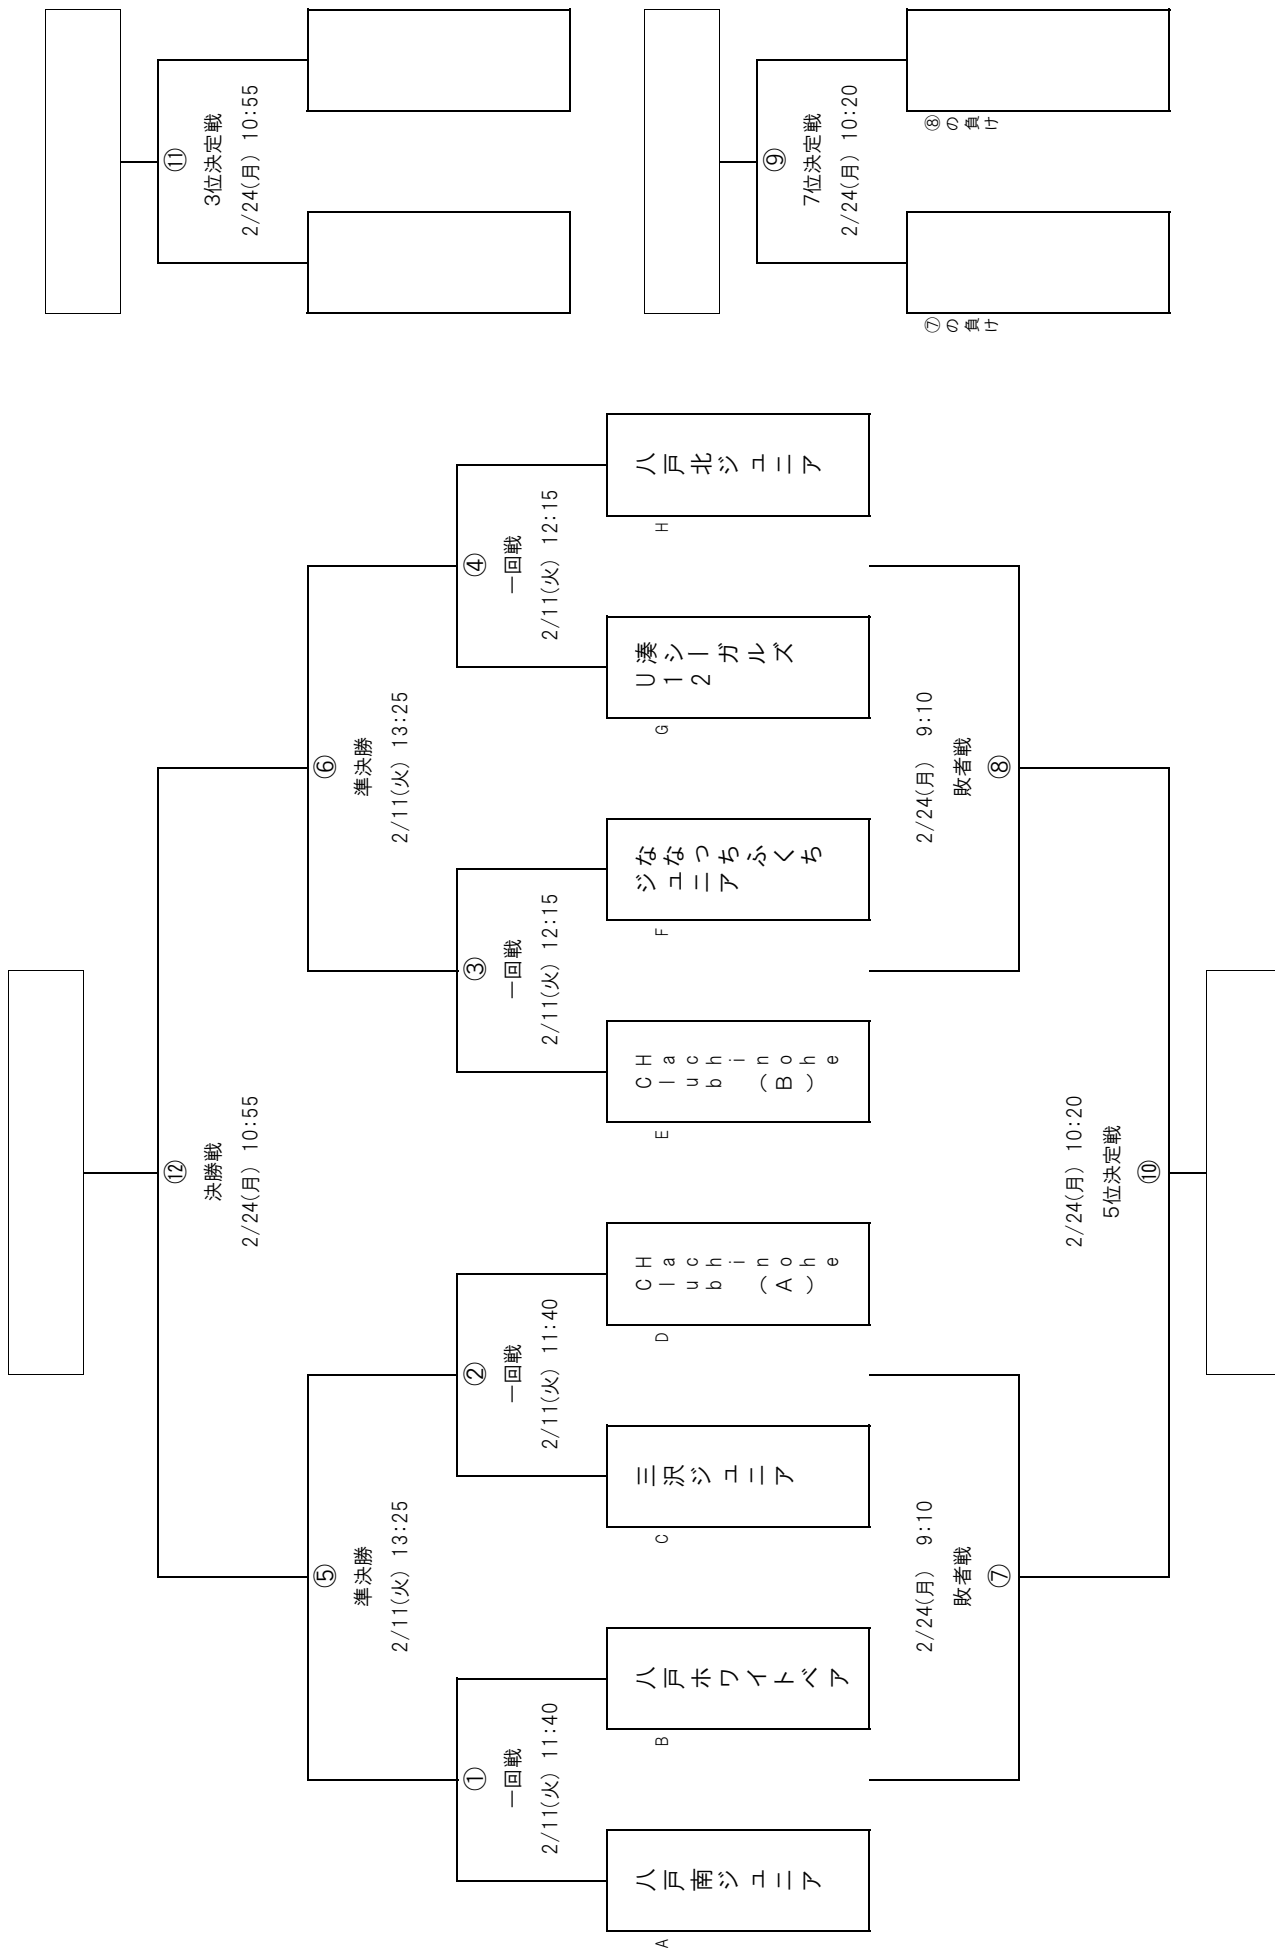 ⑫
決勝戦
2/24(月) 10:55
⑤
準決勝
2/11(火) 13:25
⑥
準決勝
2/11(火) 13:25
①
一回戦
2/11(火) 11:40
②
一回戦
2/11(火) 11:40
③
一回戦
2/11(火) 12:15
④
一回戦
2/11(火) 12:15
A
八戸南ジュニア
B
八戸ホワイトベア
C
三沢ジュニア
D
Hachinohe
Club(A)
E
Hachinohe
Club(B)
F
ななっちふくち
ジュニア
G
湊シーガルズ
U12
H
八戸北ジュニア
2/24(月) 9:10
敗者戦
⑦
2/24(月) 9:10
敗者戦
⑧
2/24(月) 10:20
5位決定戦
⑩
⑪
3位決定戦
2/24(月) 10:55
⑨
7位決定戦
2/24(月) 10:20
⑦の負け
⑧の負け